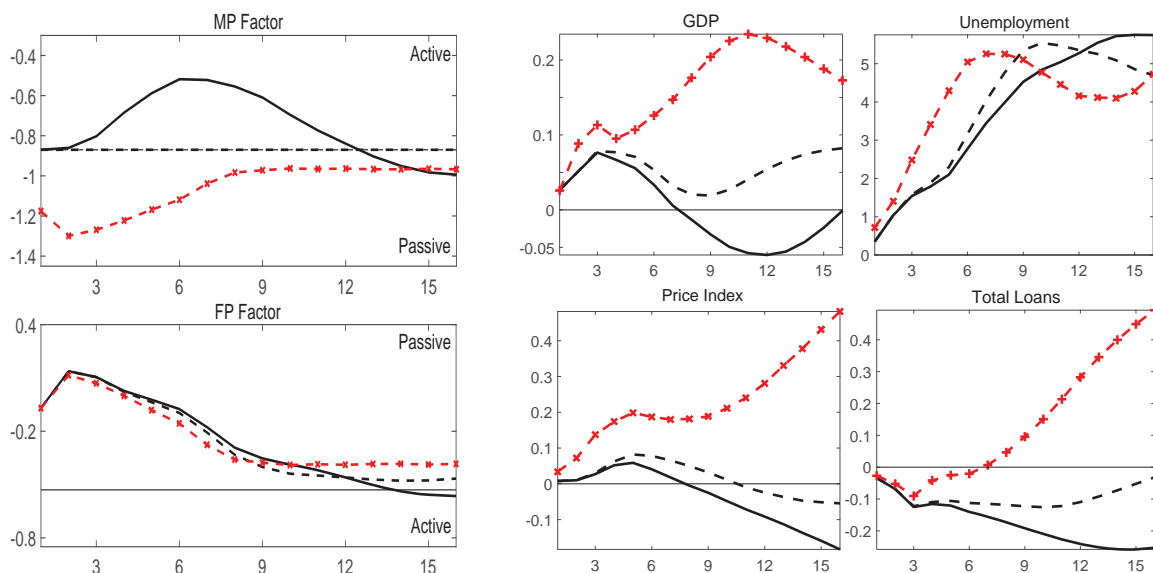 MP Factor
-0.4
-0.6
-0.8
-1
-1.2
-1.4
Active
Passive
3 6 9 12 15
FP Factor
0.4
-0.2
-0.8
Passive
Active
3 6 9 12 15
GDP
0.2
0.1
0
-0.05
3 6 9 12 15
Unemployment
5
4
3
2
1
0
3 6 9 12 15
Price Index
0.4
0.3
0.2
0.1
0
-0.1
3 6 9 12 15
Total Loans
0.4
0.3
0.2
0.1
0
-0.1
-0.2
3 6 9 12 15